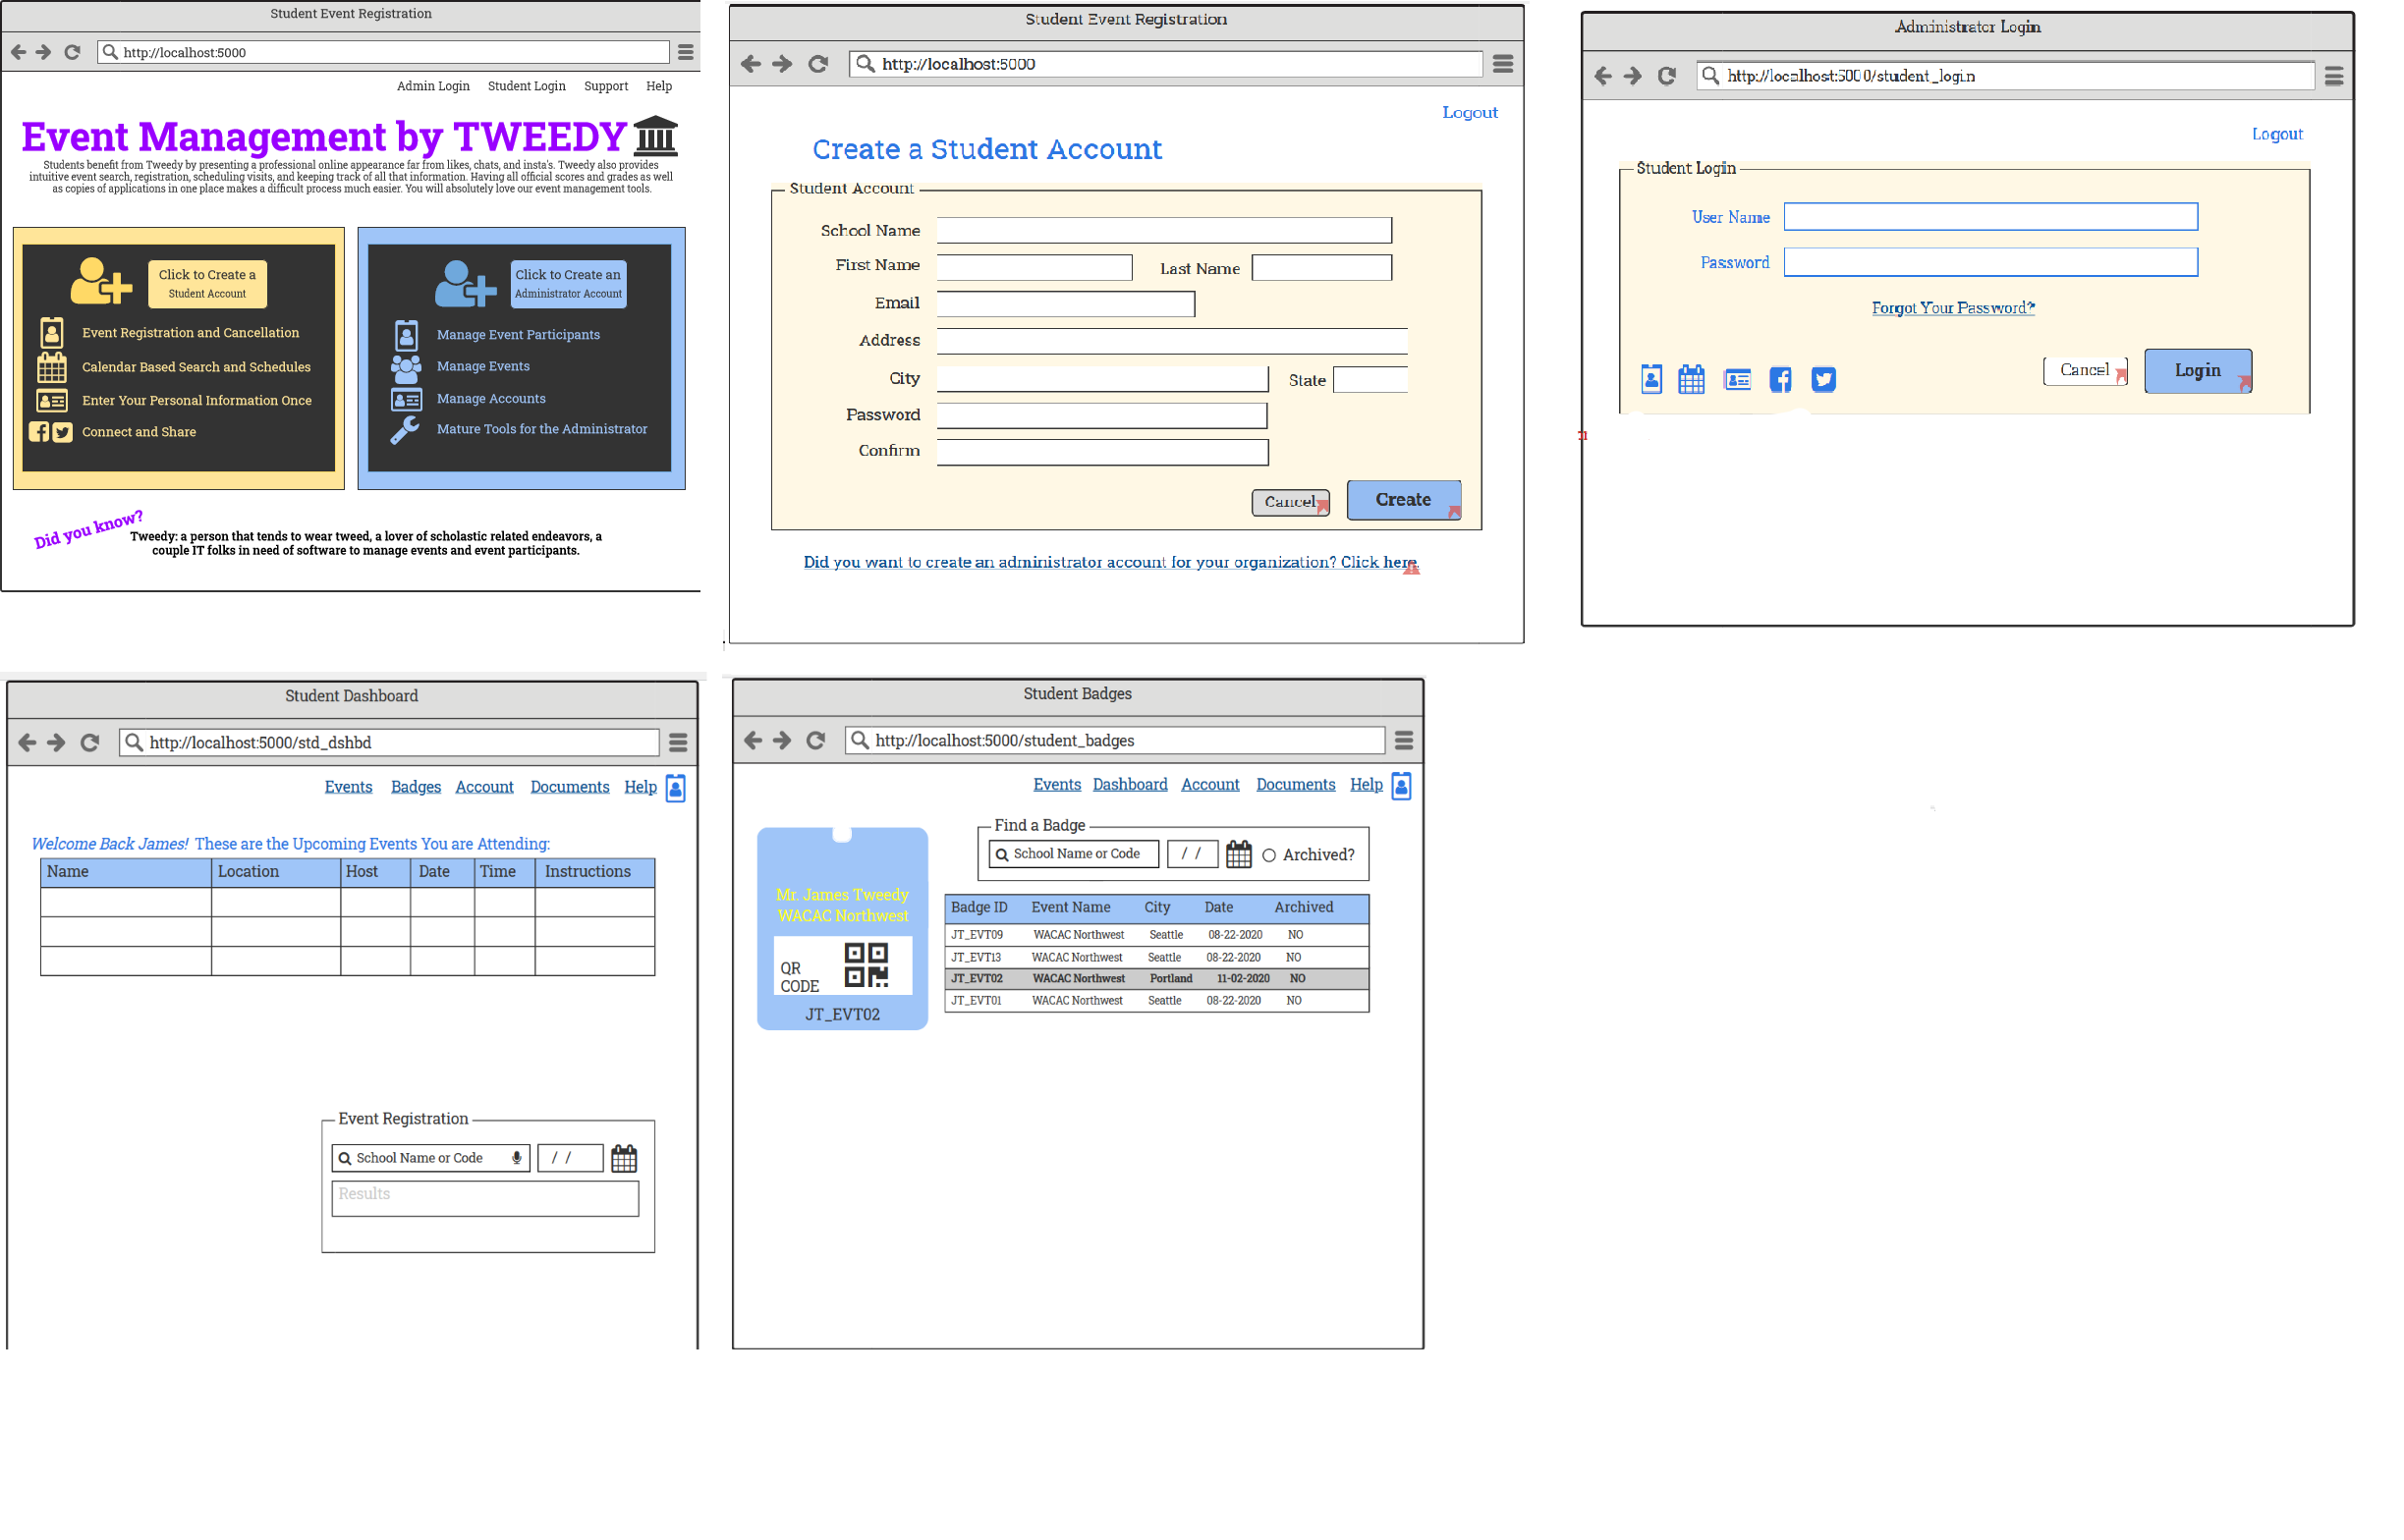 Student Event Registration
http://localhost:5000
Admin Login Student Login Support Help
Event Management by TWEEDY
Students benefit from Tweedy by presenting a professional online appearance far from likes, chats, and insta's. Tweedy also provides
intuitive event search, registration, scheduling visits, and keeping track of all that information. Having all official scores and grades as well
as copies of applications in one place makes a difficult process much easier. You will absolutely love our event management tools.
Click to Create a
Student Account
Event Registration and Cancellation
Calendar Based Search and Schedules
Enter Your Personal Information Once
Connect and Share
Click to Create an
Administrator Account
Manage Event Participants
Manage Events
Manage Accounts
Mature Tools for the Administrator
Did you know?
Tweedy: a person that tends to wear tweed, a lover of scholastic related endeavors, a
couple IT folks in need of software to manage events and event participants.
Student Event Registration
http://localhost:5000
Logout
Create a Student Account
Student Account
School Name
First Name Last Name
Email
Address
City State
Password
Confirm
Cancel Create
Did you want to create an administrator account for your organization? Click here.
Administrator Login
http://localhost:5000/student_login
Logout
Student Login
User Name
Password
Forgot Your Password?
Cancel Login
Student Dashboard
http://localhost:5000/std_dshbd
Events Badges Account Documents Help
Welcome Back James! These are the Upcoming Events You are Attending:
Name Location Host Date Time Instructions
Event Registration
School Name or Code / /
Results
Student Badges
http://localhost:5000/student_badges
Events Dashboard Account Documents Help
Mr. James Tweedy
WACAC Northwest
QR
CODE
JT_EVT02
Find a Badge
School Name or Code / / Archived?
Badge ID Event Name City Date Archived
JT_EVT09 WACAC Northwest Seattle 08-22-2020 NO
JT_EVT13 WACAC Northwest Seattle 08-22-2020 NO
JT_EVT02 WACAC Northwest Portland 11-02-2020 NO
JT_EVT01 WACAC Northwest Seattle 08-22-2020 NO